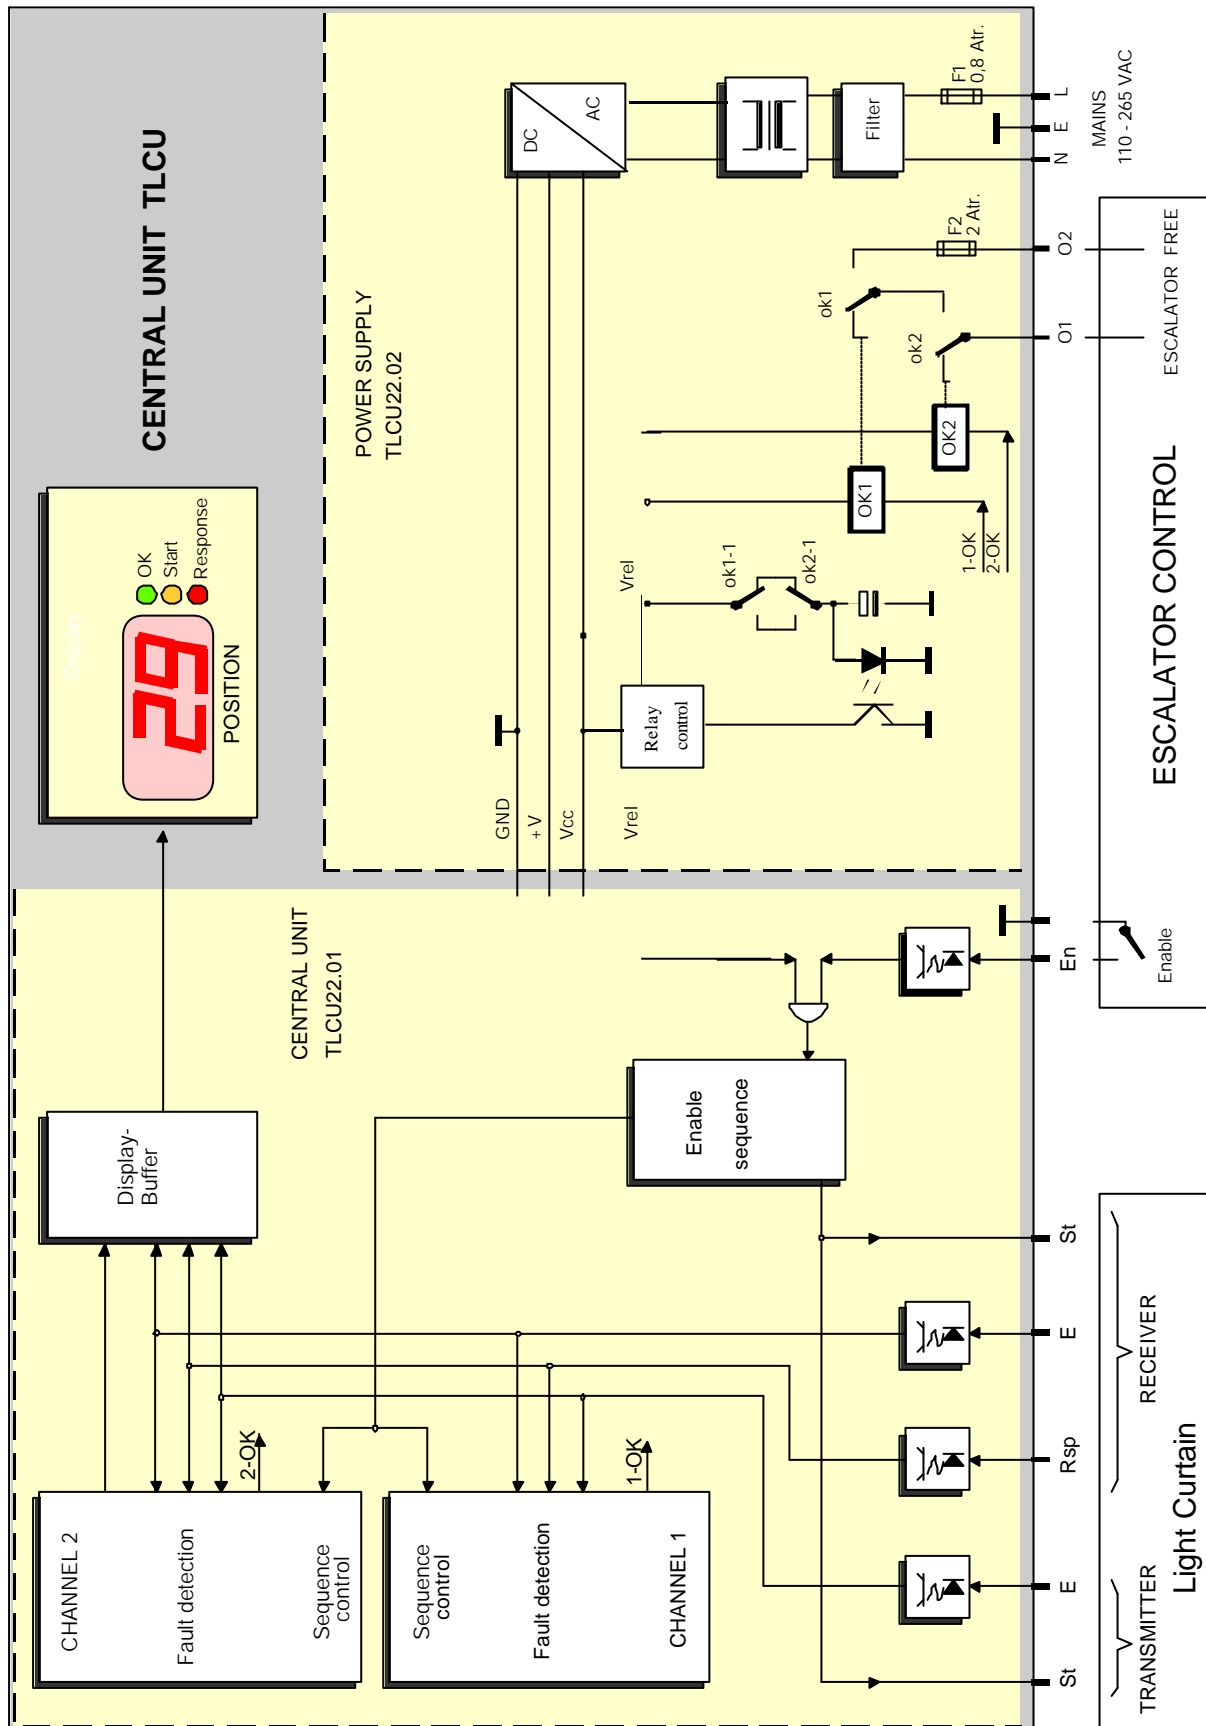 CENTRAL UNIT TLCU
Display
29
POSITION
OK
Start
Response
POWER SUPPLY
TLCU22.02
DC
AC
Filter
F1
0,8 Atr.
L
E
N
MAINS
110 - 265 VAC
F2
2 Atr.
O2
O1
ok1
ok2
OK1
OK2
1-OK
2-OK
Vrel
ok1-1
ok2-1
Relay
control
GND
+V
Vcc
Vrel
ESCALATOR FREE
ESCALATOR CONTROL
Enable
En
CENTRAL UNIT
TLCU22.01
Display-
Buffer
Enable
sequence
CHANNEL 2
Fault detection
Sequence
control
2-OK
Sequence
control
Fault detection
CHANNEL 1
1-OK
St
E
Rsp
E
St
TRANSMITTER
RECEIVER
Light Curtain